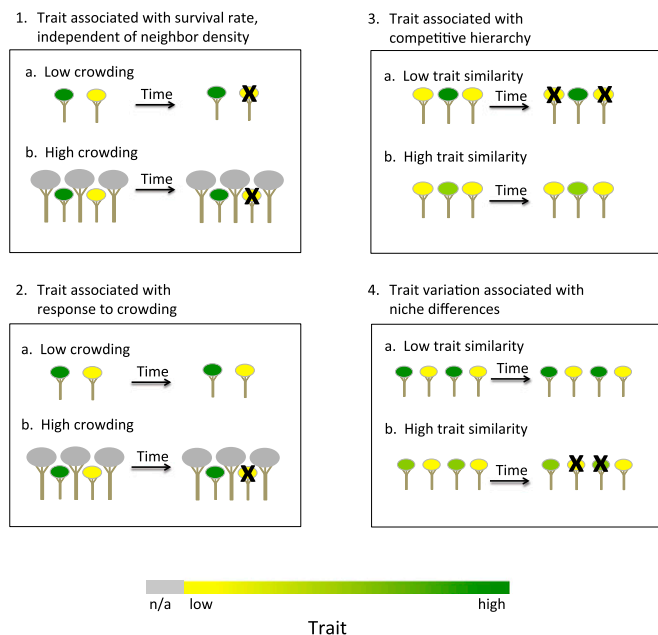 1. Trait associated with survival rate,
independent of neighbor density
a. Low crowding
Time
X
b. High crowding
Time
X
2. Trait associated with
response to crowding
a. Low crowding
Time
b. High crowding
Time
X
3. Trait associated with
competitive hierarchy
a. Low trait similarity
Time
X X
b. High trait similarity
Time
4. Trait variation associated with
niche differences
a. Low trait similarity
Time
b. High trait similarity
Time
X X
n/a low high
Trait